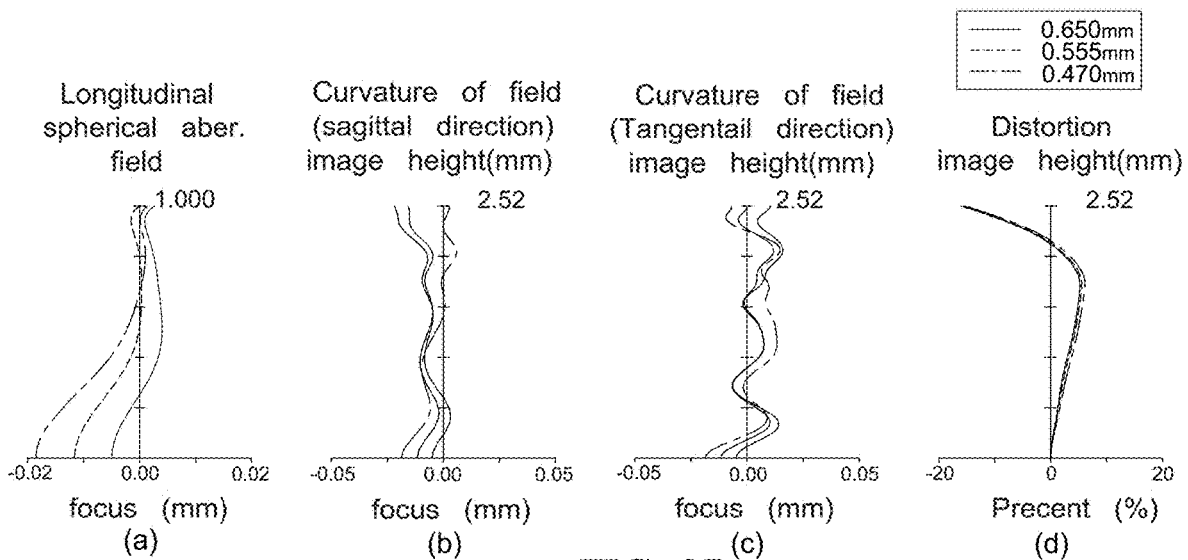 0.650mm
0.555mm
0.470mm
Longitudinal
spherical aber.
field
1.000
-0.02
0.00
0.02
focus (mm)
(a)
Curvature of field
(sagittal direction)
image height(mm)
2.52
-0.05
0.00
0.05
focus (mm)
(b)
Curvature of field
(Tangentail direction)
image height(mm)
2.52
-0.05
0.00
0.05
focus (mm)
(c)
Distortion
image height(mm)
2.52
-20
0
20
Precent (%)
(d)